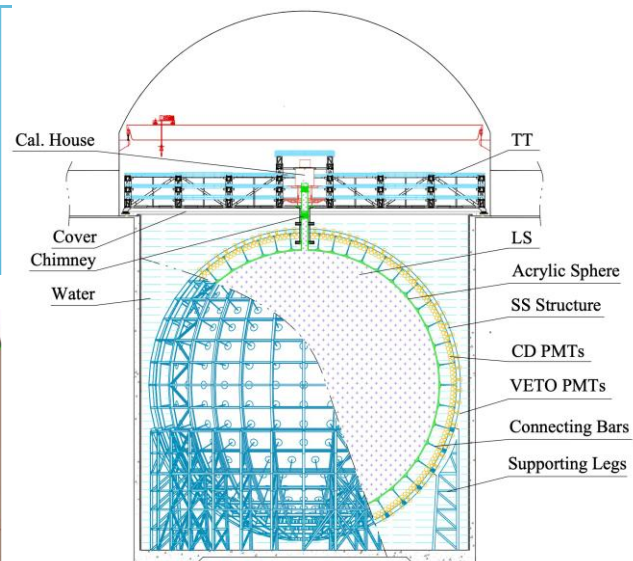 Cal. House
TT
Cover
Chimney
Water
LS
Acrylic Sphere
SS Structure
CD PMTs
VETO PMTs
Connecting Bars
Supporting Legs